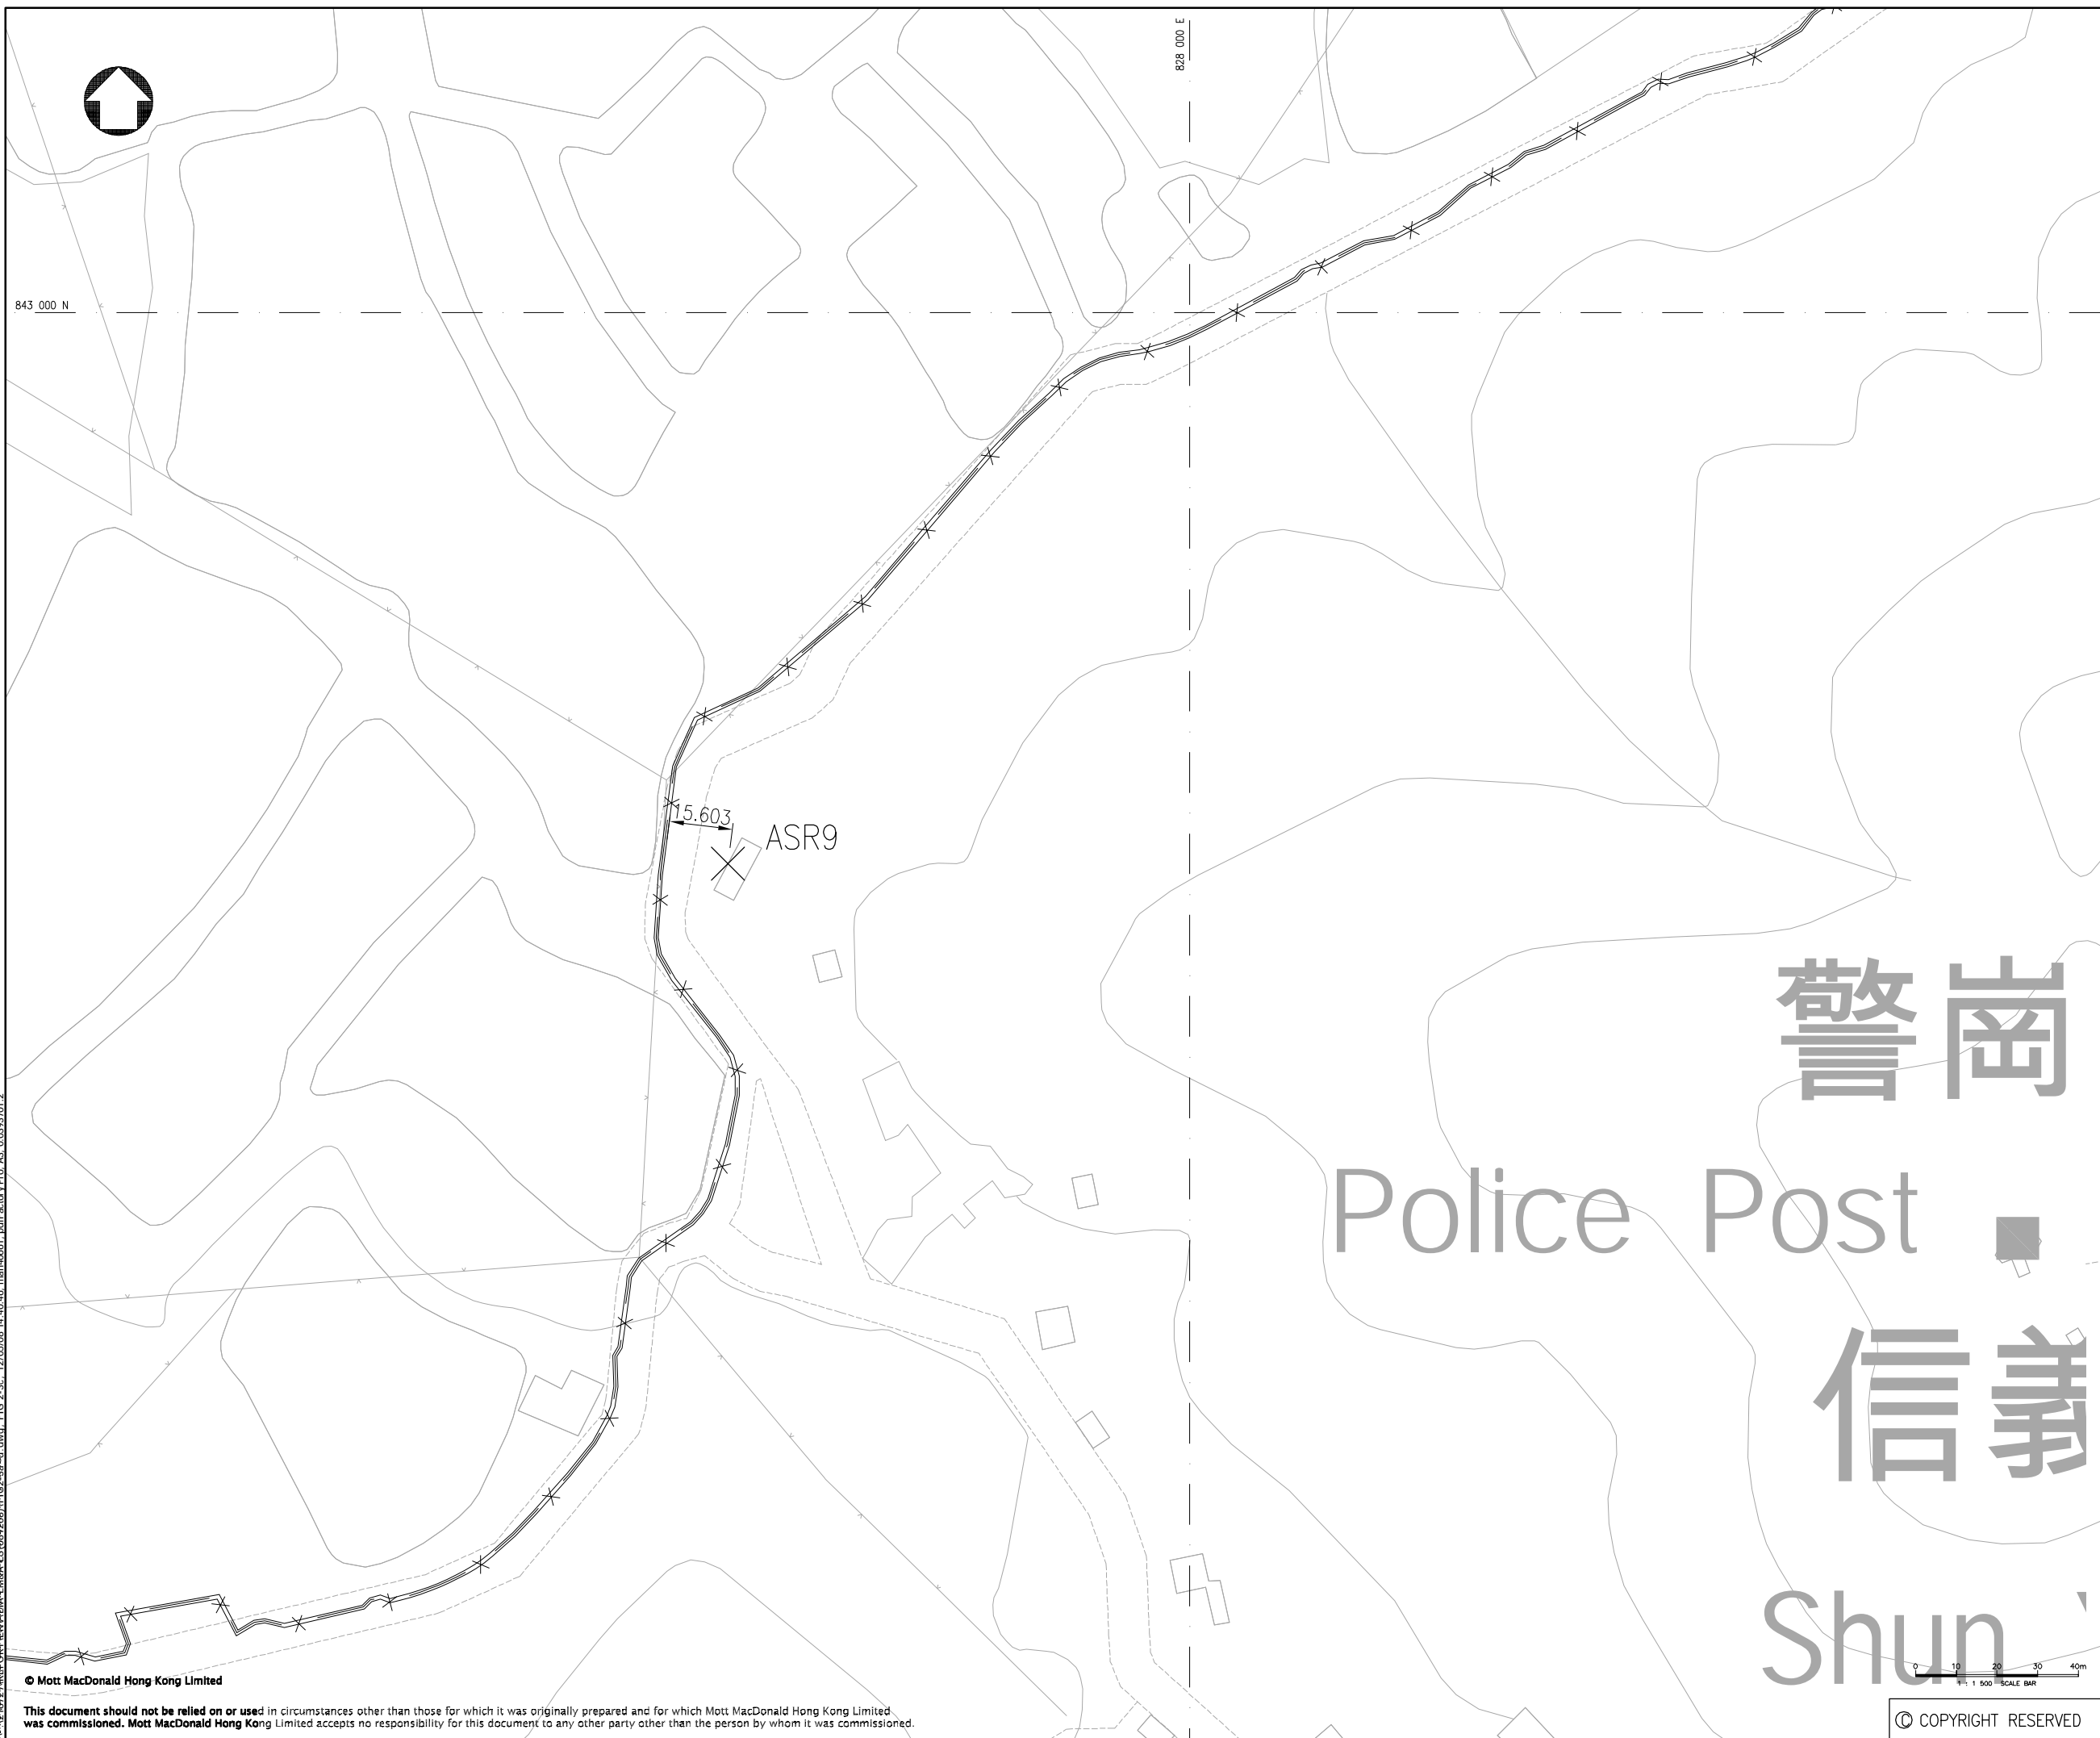 828 000 E
843 000 N
15.603
ASR9
警崗
Police Post
信義
Shun
0 10 20 30 40m
1 : 1 500 SCALE BAR
© Mott MacDonald Hong Kong Limited
This document should not be relied on or used in circumstances other than those for which it was originally prepared and for which Mott MacDonald Hong Kong Limited
was commissioned. Mott MacDonald Hong Kong Limited accepts no responsibility for this document to any other party other than the person by whom it was commissioned.
© COPYRIGHT RESERVED